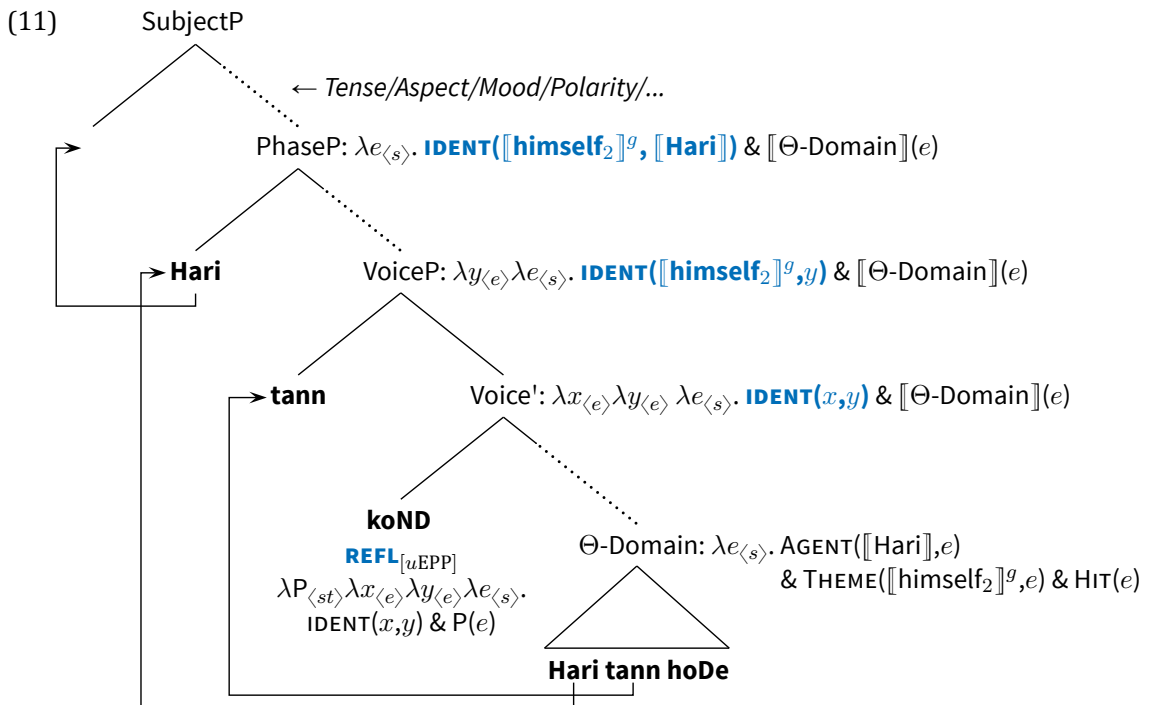 (11) SubjectP
← Tense/Aspect/Mood/Polarity/...
PhaseP: λe⟨s⟩. IDENT(⟦himself₂⟧ᵍ, ⟦Hari⟧) & ⟦Θ-Domain⟧(e)
Hari VoiceP: λy⟨e⟩λe⟨s⟩. IDENT(⟦himself₂⟧ᵍ,y) & ⟦Θ-Domain⟧(e)
tann Voice': λx⟨e⟩λy⟨e⟩ λe⟨s⟩. IDENT(x,y) & ⟦Θ-Domain⟧(e)
koND
REFL[uEPP]
λP⟨st⟩λx⟨e⟩λy⟨e⟩λe⟨s⟩.
IDENT(x,y) & P(e)
Θ-Domain: λe⟨s⟩. AGENT(⟦Hari⟧,e)
& THEME(⟦himself₂⟧ᵍ,e) & HIT(e)
Hari tann hoDe